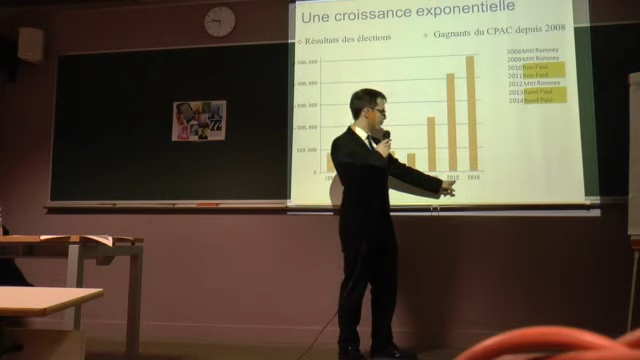 Une croissance exponentielle
Résultats des élections
Gagnants du CPAC depuis 2008
2008 Mitt Romney
2009 Mitt Romney
2010 Ron Paul
2011 Ron Paul
2012 Mitt Romney
2013 Rand Paul
2014 Rand Paul
2012 2016